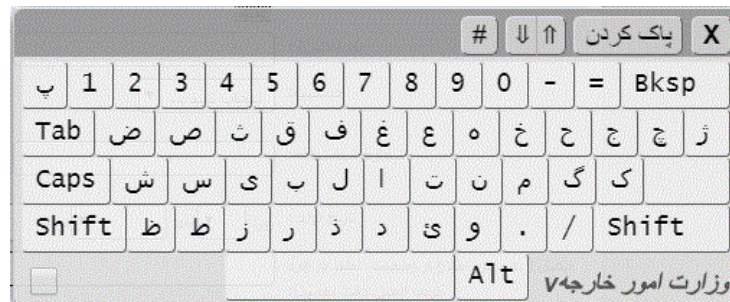 # ⇓ ⇑ پاک کردن X
پ 1 2 3 4 5 6 7 8 9 0 - = Bksp
Tab ض ص ث ق ف غ ع ه خ ح ج چ ژ
Caps ش س ی ب ل ا ت ن م گ ک
Shift ظ ط ز ر ذ د ئ و . / Shift
Alt وزارت امور خارجهv